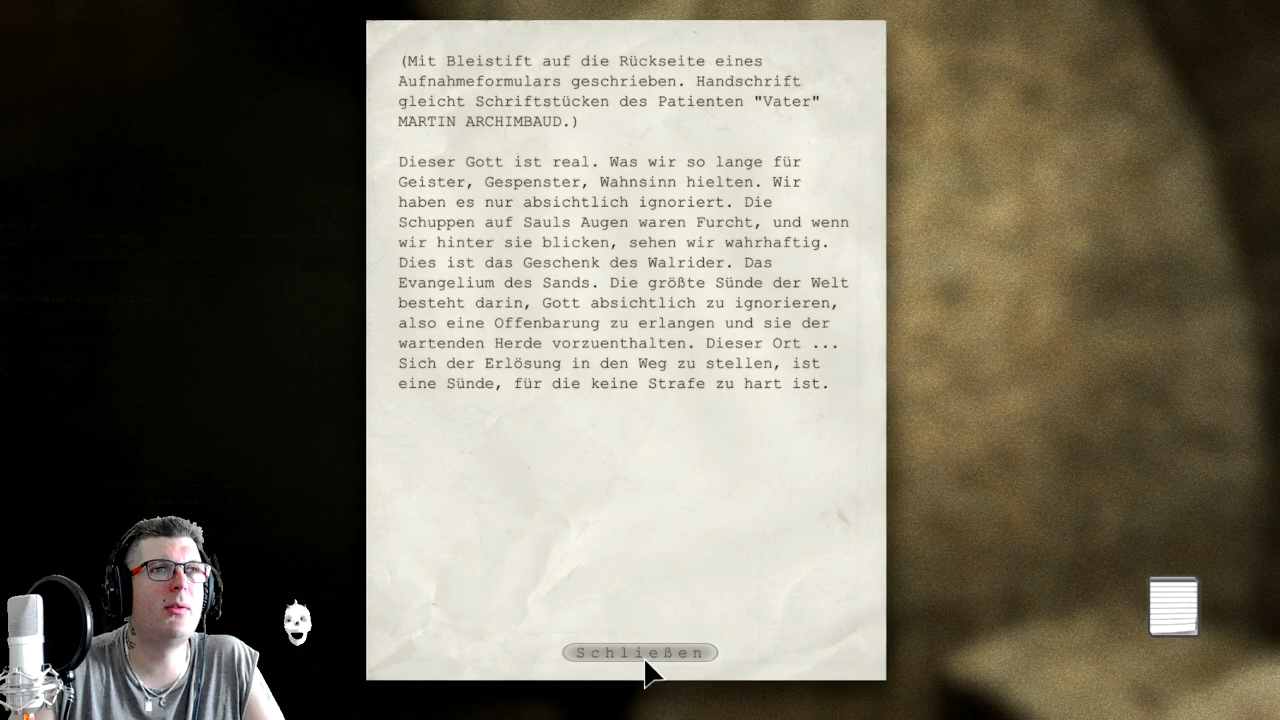 (Mit Bleistift auf die Rückseite eines
Aufnahmeformulars geschrieben. Handschrift
gleicht Schriftstücken des Patienten "Vater"
MARTIN ARCHIMBAUD.)
Dieser Gott ist real. Was wir so lange für
Geister, Gespenster, Wahnsinn hielten. Wir
haben es nur absichtlich ignoriert. Die
Schuppen auf Sauls Augen waren Furcht, und wenn
wir hinter sie blicken, sehen wir wahrhaftig.
Dies ist das Geschenk des Walrider. Das
Evangelium des Sands. Die größte Sünde der Welt
besteht darin, Gott absichtlich zu ignorieren,
also eine Offenbarung zu erlangen und sie der
wartenden Herde vorzuenthalten. Dieser Ort ...
Sich der Erlösung in den Weg zu stellen, ist
eine Sünde, für die keine Strafe zu hart ist.
Schließen